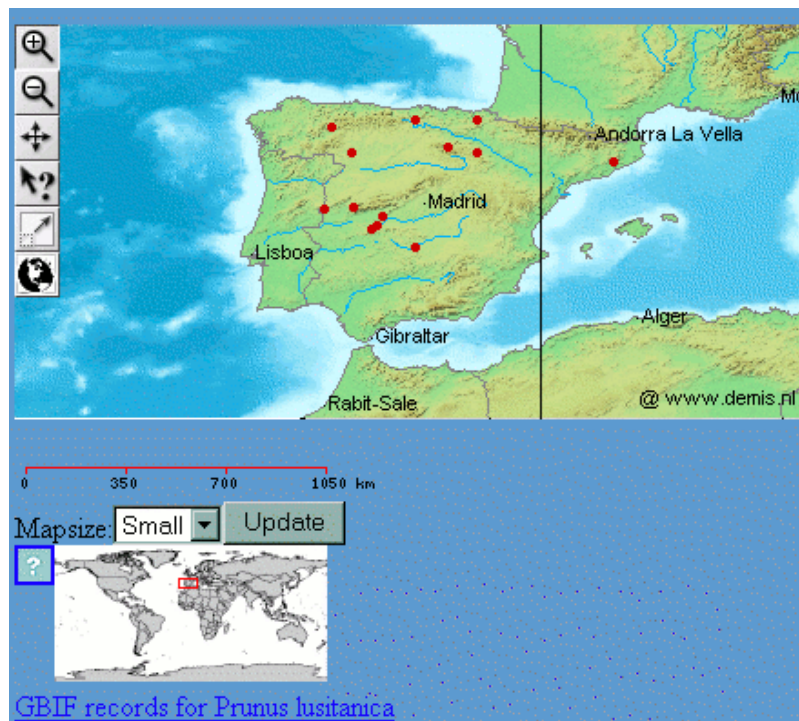 Mo
Andorra La Vella
Madrid
Lisboa
Alger
Gibraltar
Rabit-Sale
@ www.demis.nl
0 350 700 1050 km
Mapsize: Small Update
?
GBIF records for Prunus lusitanica